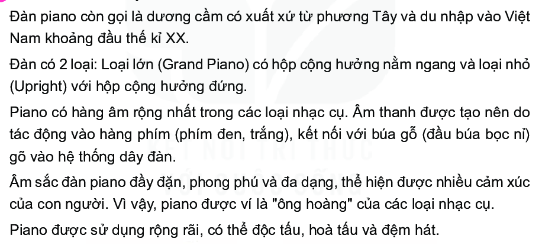 Đàn piano còn gọi là dương cầm có xuất xứ từ phương Tây và du nhập vào Việt
Nam khoảng đầu thế kỉ XX.
Đàn có 2 loại: Loại lớn (Grand Piano) có hộp cộng hưởng nằm ngang và loại nhỏ
(Upright) với hộp cộng hưởng đứng.
Piano có hàng âm rộng nhất trong các loại nhạc cụ. Âm thanh được tạo nên do
tác động vào hàng phím (phím đen, trắng), kết nối với búa gỗ (đầu búa bọc nỉ)
gõ vào hệ thống dây đàn.
Âm sắc đàn piano đầy đặn, phong phú và đa dạng, thể hiện được nhiều cảm xúc
của con người. Vì vậy, piano được ví là "ông hoàng" của các loại nhạc cụ.
Piano được sử dụng rộng rãi, có thể độc tấu, hoà tấu và đệm hát.